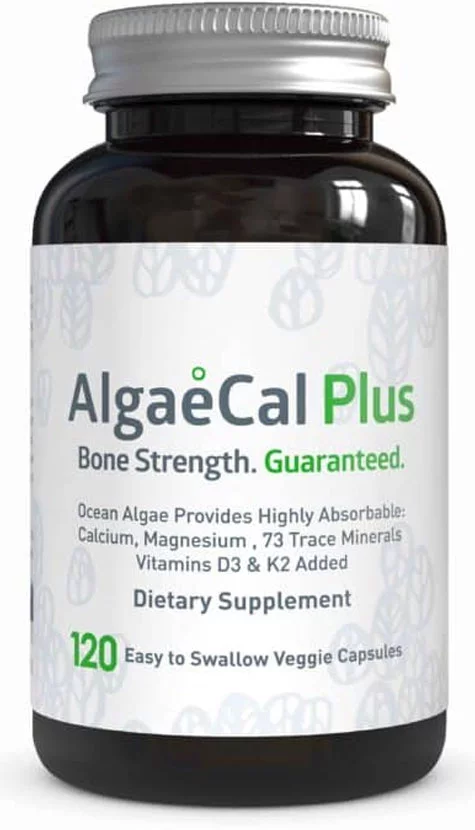 AlgaeCal Plus
Bone Strength. Guaranteed.
Ocean Algae Provides Highly Absorbable:
Calcium, Magnesium , 73 Trace Minerals
Vitamins D3 & K2 Added
Dietary Supplement
120 Easy to Swallow Veggie Capsules